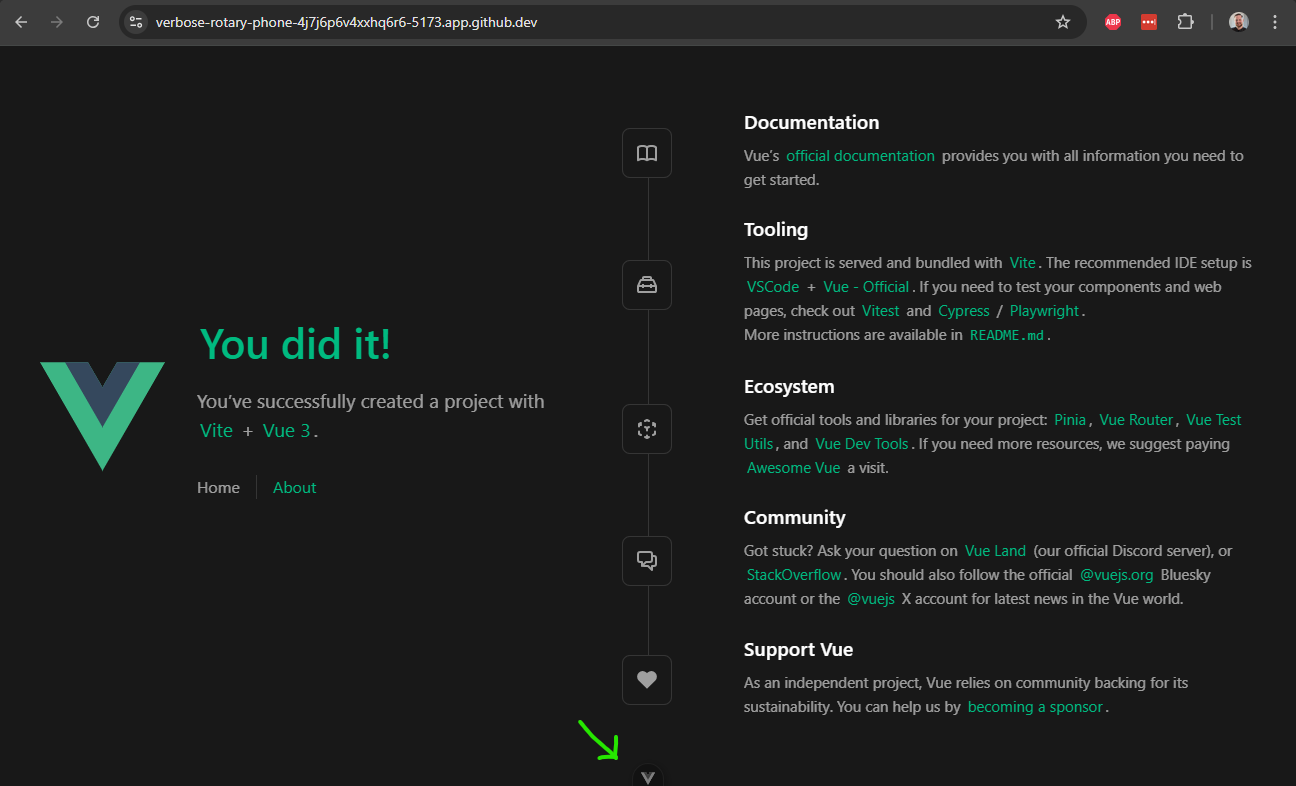 verbose-rotary-phone-4j7j6p6v4xxhq6r6-5173.app.github.dev
ABP
You did it!
You’ve successfully created a project with
Vite + Vue 3.
Home
About
Documentation
Vue’s official documentation provides you with all information you need to
get started.
Tooling
This project is served and bundled with Vite. The recommended IDE setup is
VSCode + Vue - Official. If you need to test your components and web
pages, check out Vitest and Cypress / Playwright.
More instructions are available in README.md.
Ecosystem
Get official tools and libraries for your project: Pinia, Vue Router, Vue Test
Utils, and Vue Dev Tools. If you need more resources, we suggest paying
Awesome Vue a visit.
Community
Got stuck? Ask your question on Vue Land (our official Discord server), or
StackOverflow. You should also follow the official @vuejs.org Bluesky
account or the @vuejs X account for latest news in the Vue world.
Support Vue
As an independent project, Vue relies on community backing for its
sustainability. You can help us by becoming a sponsor.